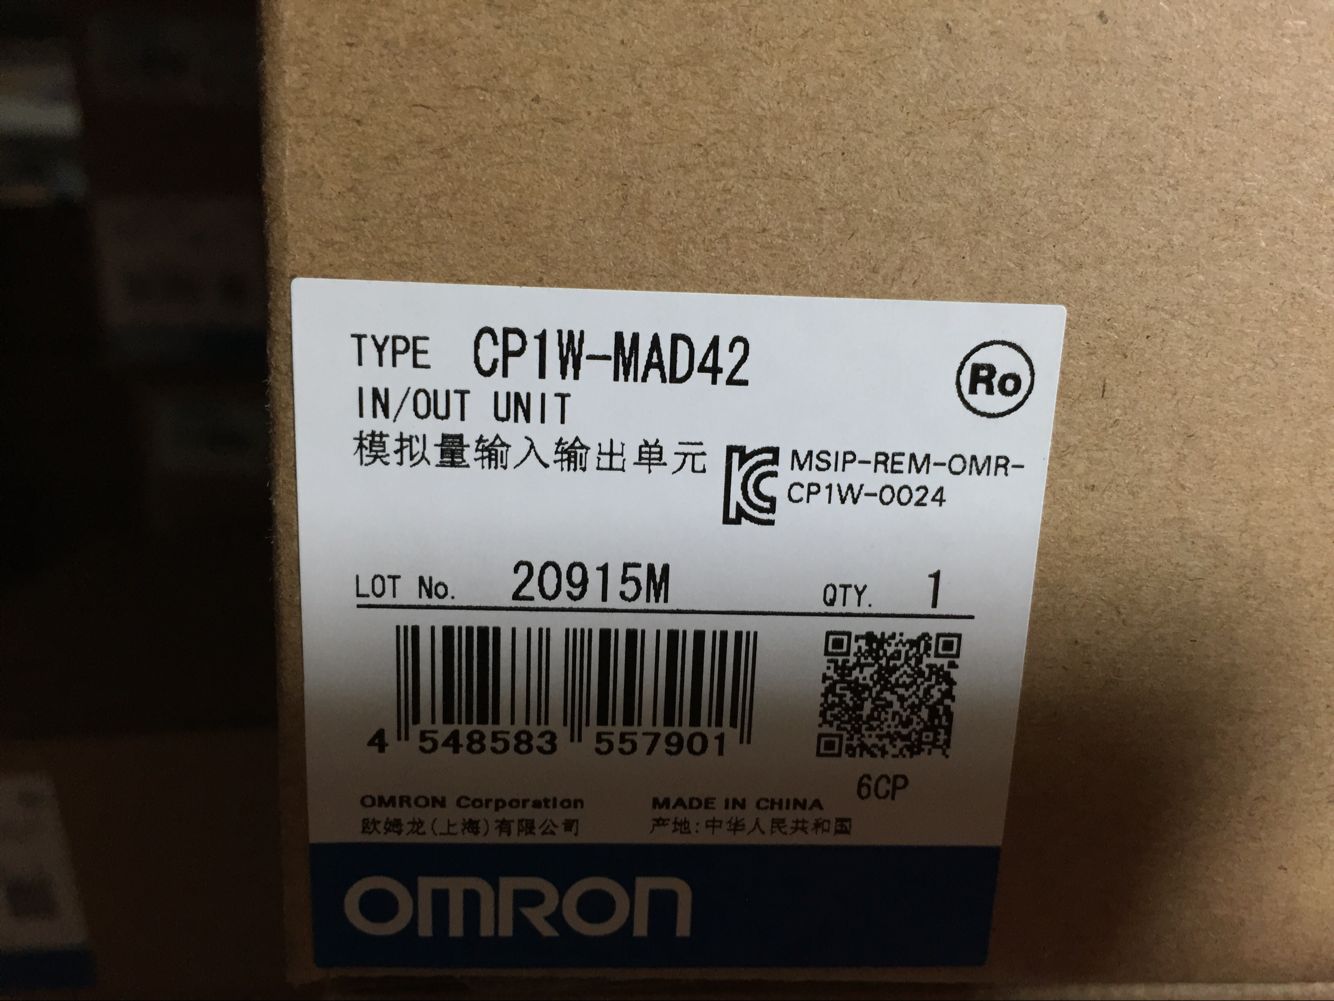 TYPE CP1W-MAD42
Ro
IN/OUT UNIT
模拟量输入输出单元
MSIP-REM-OMR-
CP1W-0024
LOT No. 20915M QTY. 1
4 548583 557901
6CP
OMRON Corporation MADE IN CHINA
欧姆龙(上海)有限公司 产地:中华人民共和国
OMRON